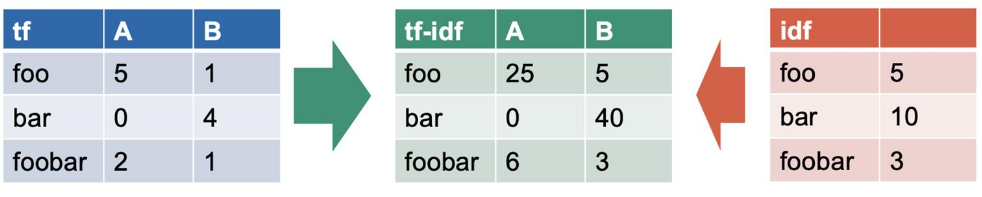 tf A B
foo 5 1
bar 0 4
foobar 2 1
tf-idf A B
foo 25 5
bar 0 40
foobar 6 3
idf
foo 5
bar 10
foobar 3